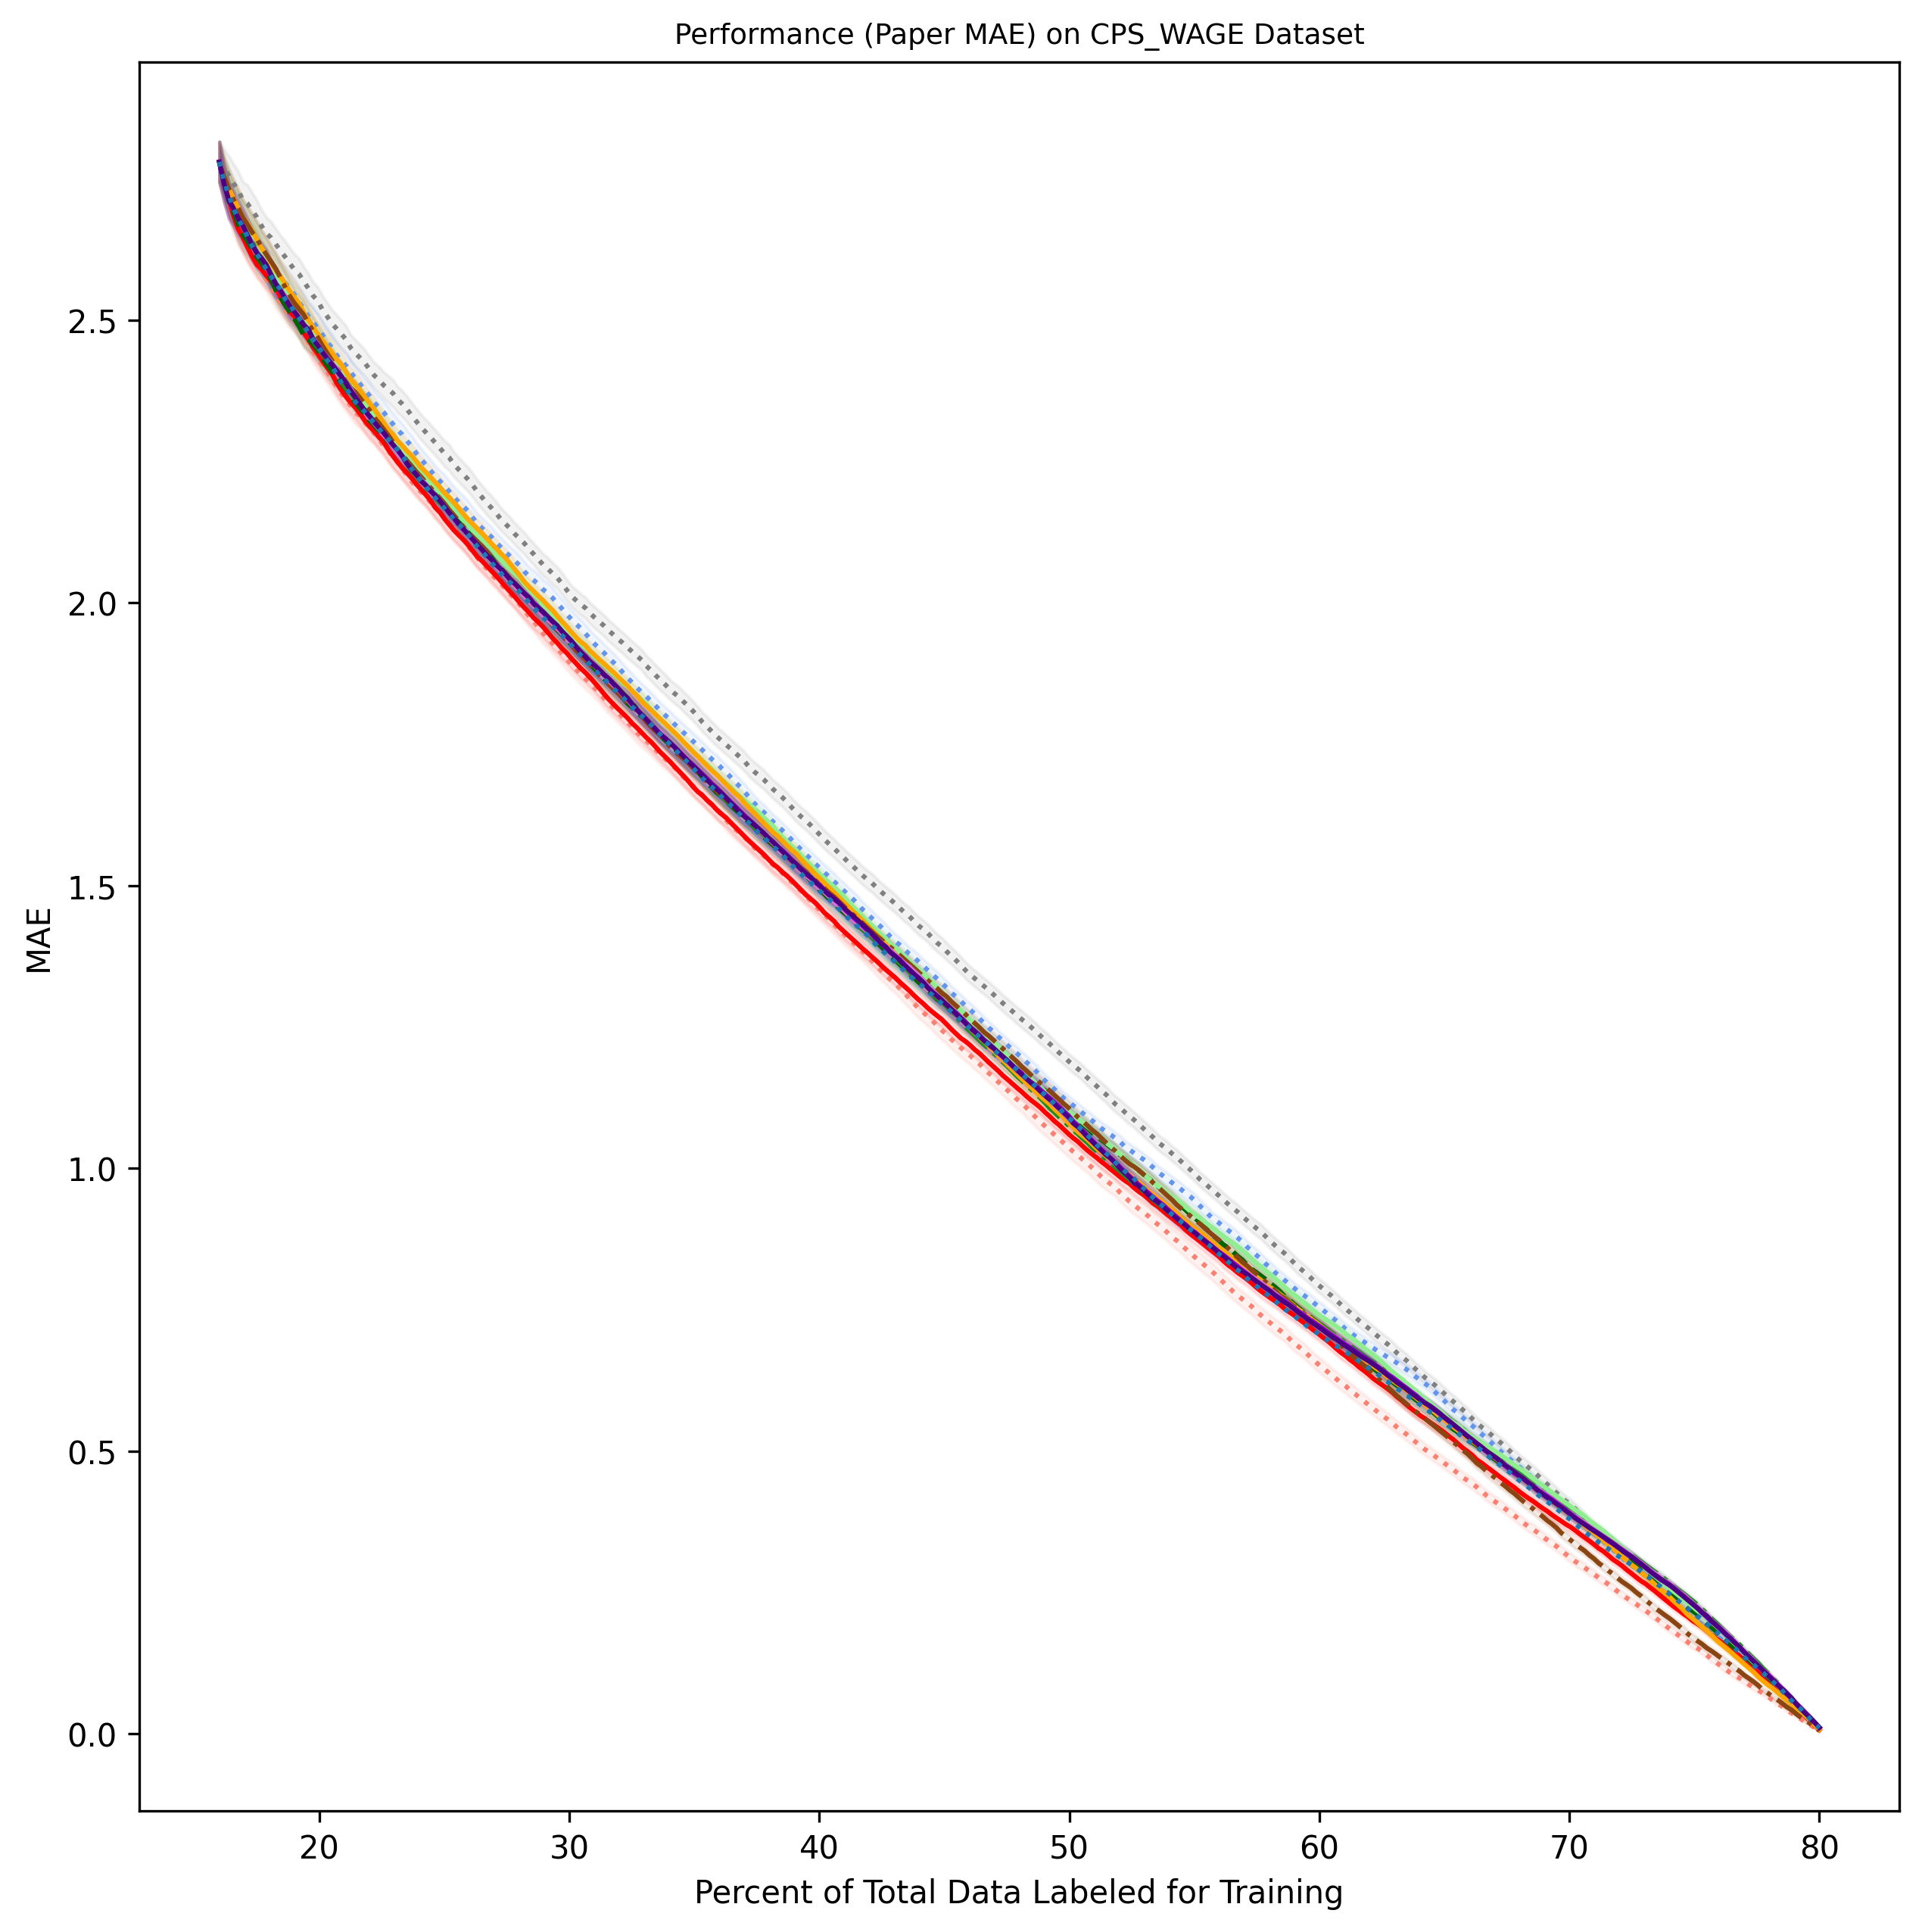 Performance (Paper MAE) on CPS_WAGE Dataset
MAE
2.5
2.0
1.5
1.0
0.5
0.0
20 30 40 50 60 70 80
Percent of Total Data Labeled for Training